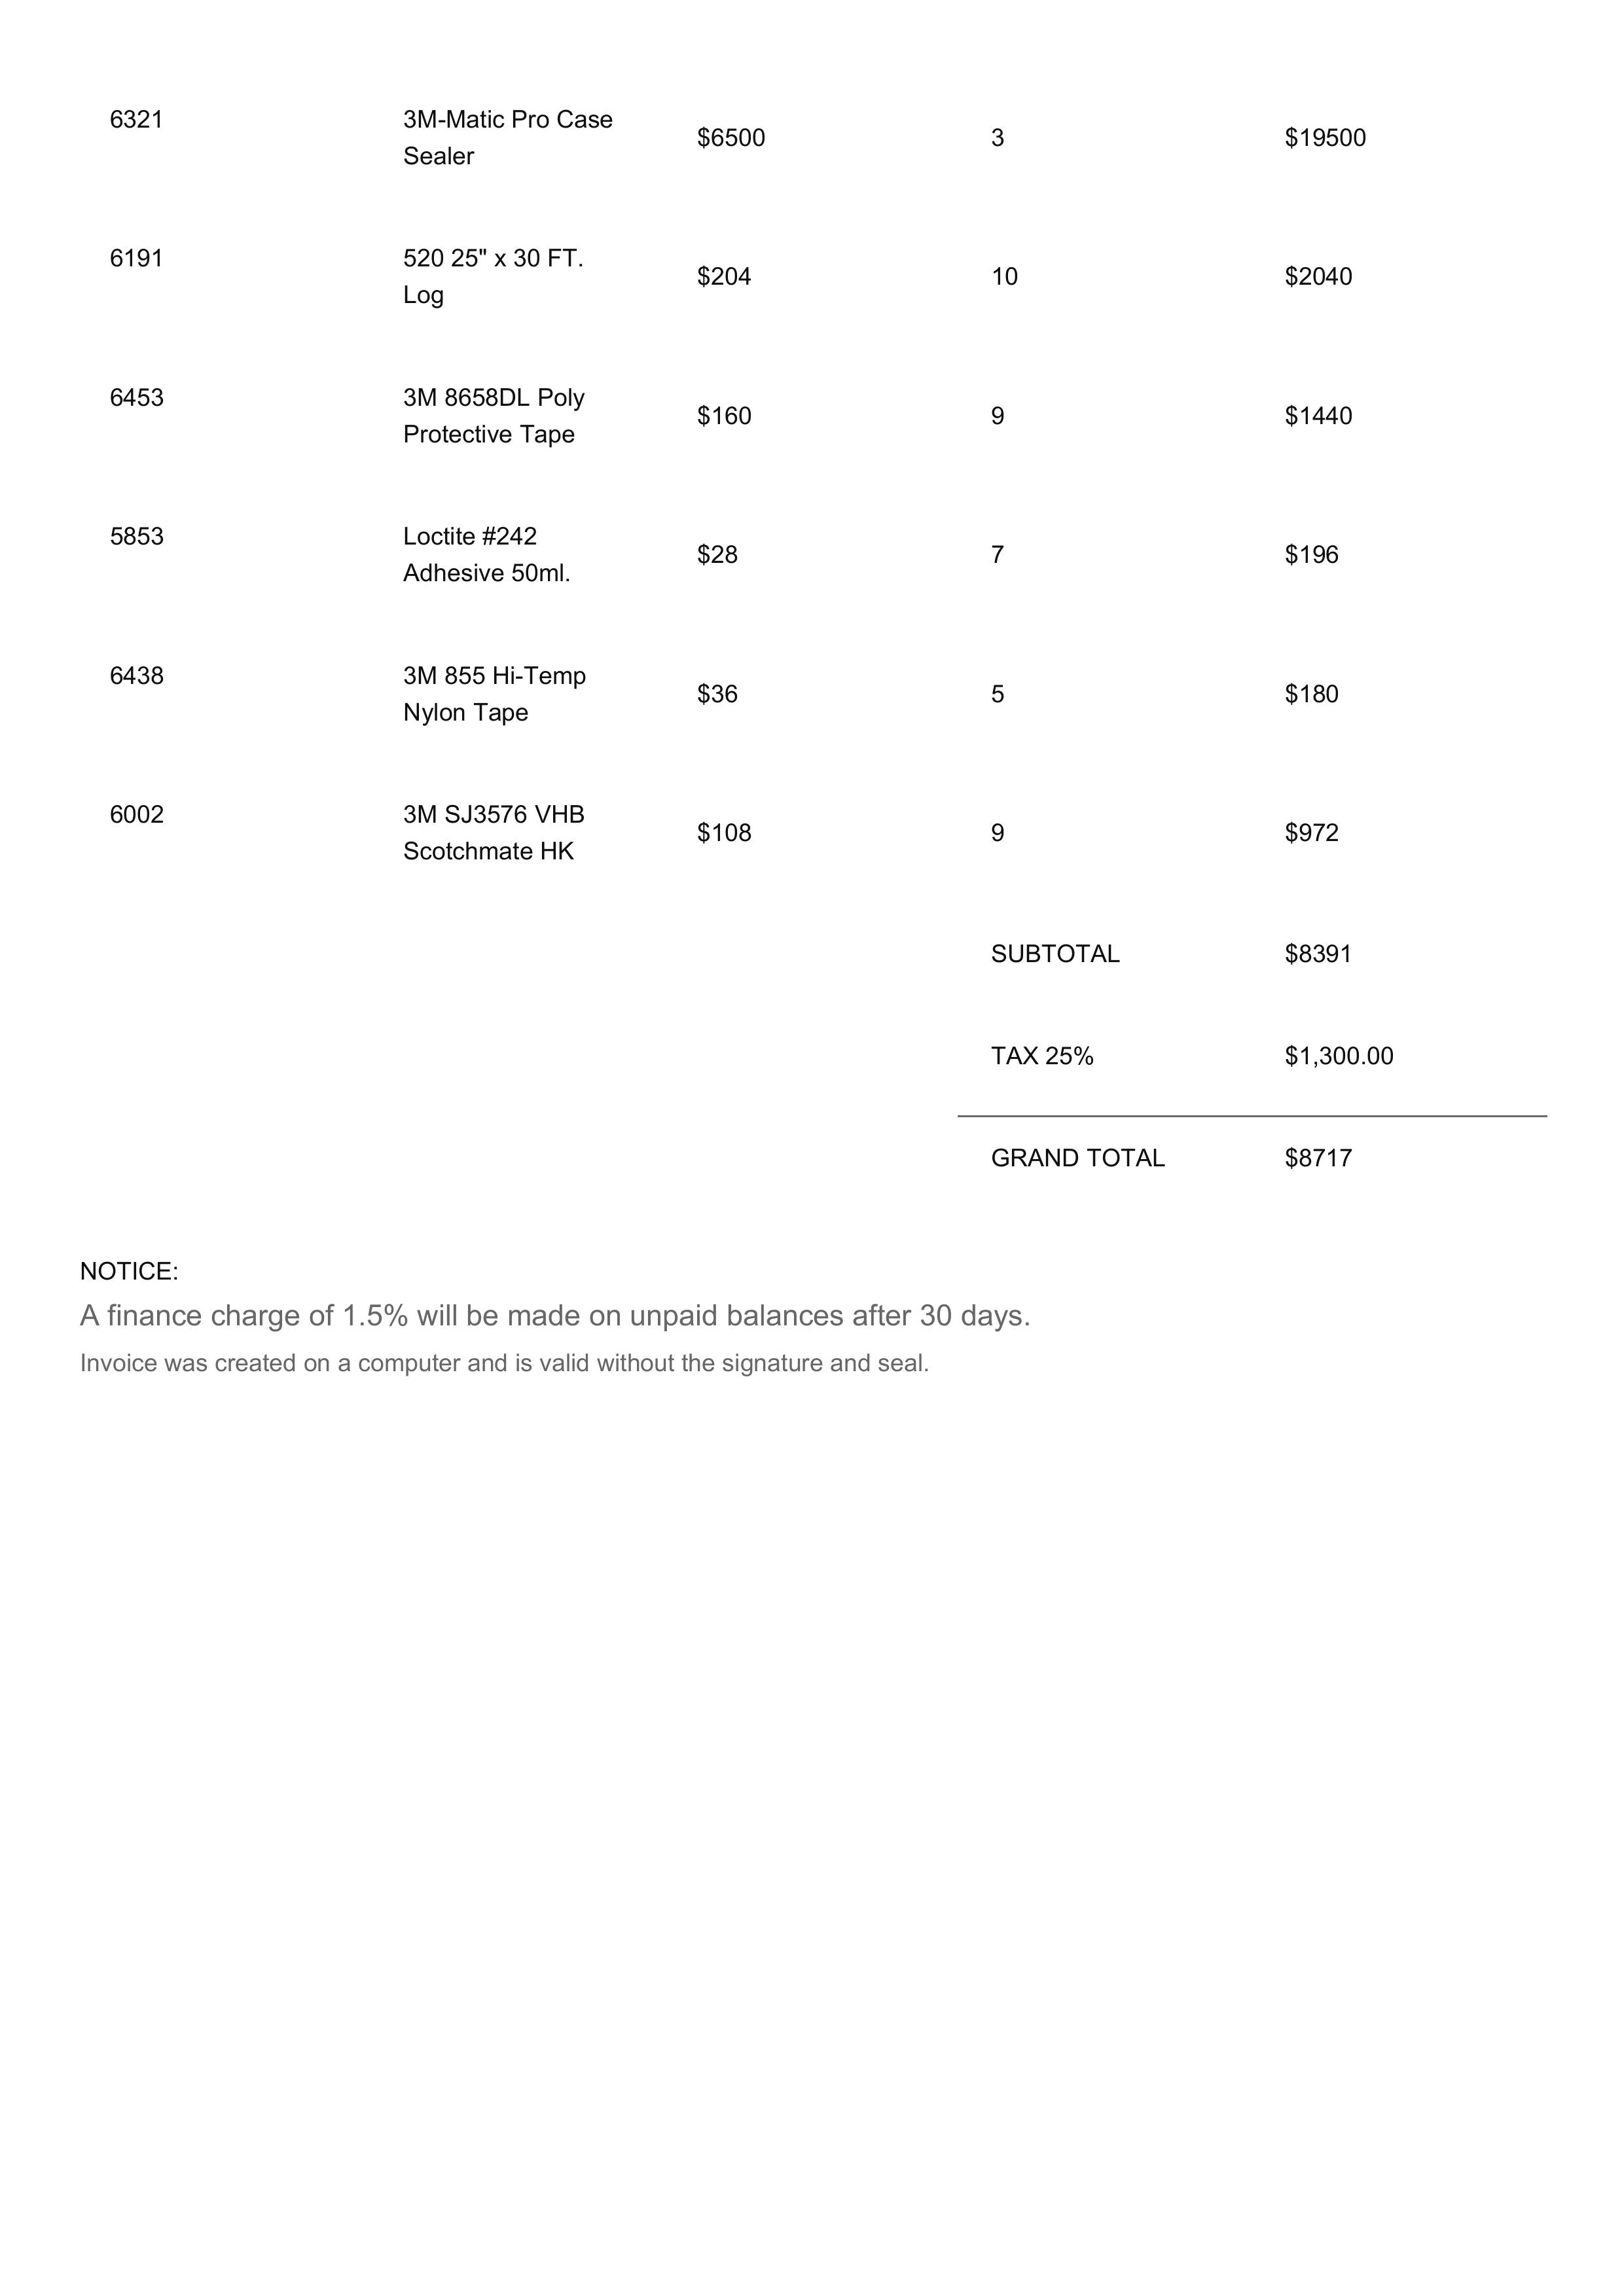 6321 3M-Matic Pro Case $6500 3 $19500
Sealer
6191 520 25" x 30 FT. $204 10 $2040
Log
6453 3M 8658DL Poly $160 9 $1440
Protective Tape
5853 Loctite #242 $28 7 $196
Adhesive 50ml.
6438 3M 855 Hi-Temp $36 5 $180
Nylon Tape
6002 3M SJ3576 VHB $108 9 $972
Scotchmate HK
SUBTOTAL $8391
TAX 25% $1,300.00
GRAND TOTAL $8717
NOTICE:
A finance charge of 1.5% will be made on unpaid balances after 30 days.
Invoice was created on a computer and is valid without the signature and seal.